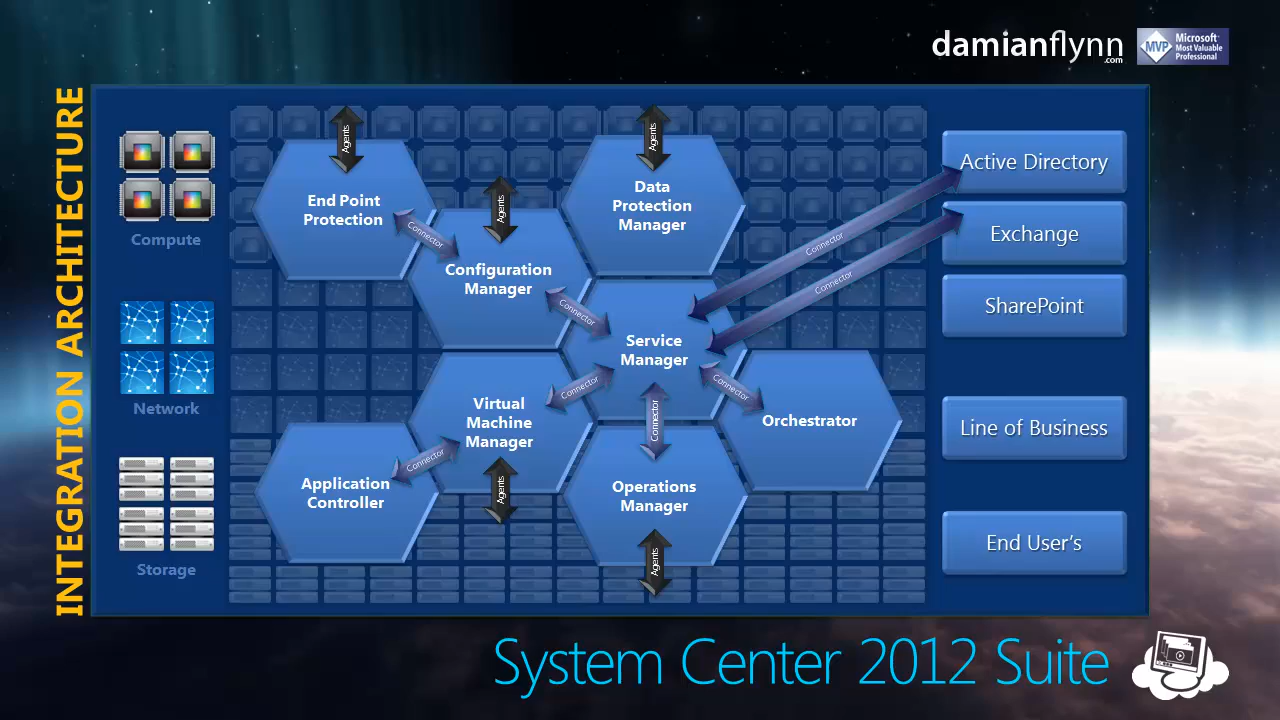 damianflynn
.com
MVP
Microsoft®
Most Valuable
Professional
INTEGRATION ARCHITECTURE
Compute
Network
Storage
Agents
End Point
Protection
Connector
Agents
Configuration
Manager
Agents
Data
Protection
Manager
Connector
Service
Manager
Connector
Connector
Connector
Virtual
Machine
Manager
Agents
Connector
Application
Controller
Connector
Operations
Manager
Agents
Connector
Orchestrator
Active Directory
Exchange
SharePoint
Line of Business
End User's
System Center 2012 Suite